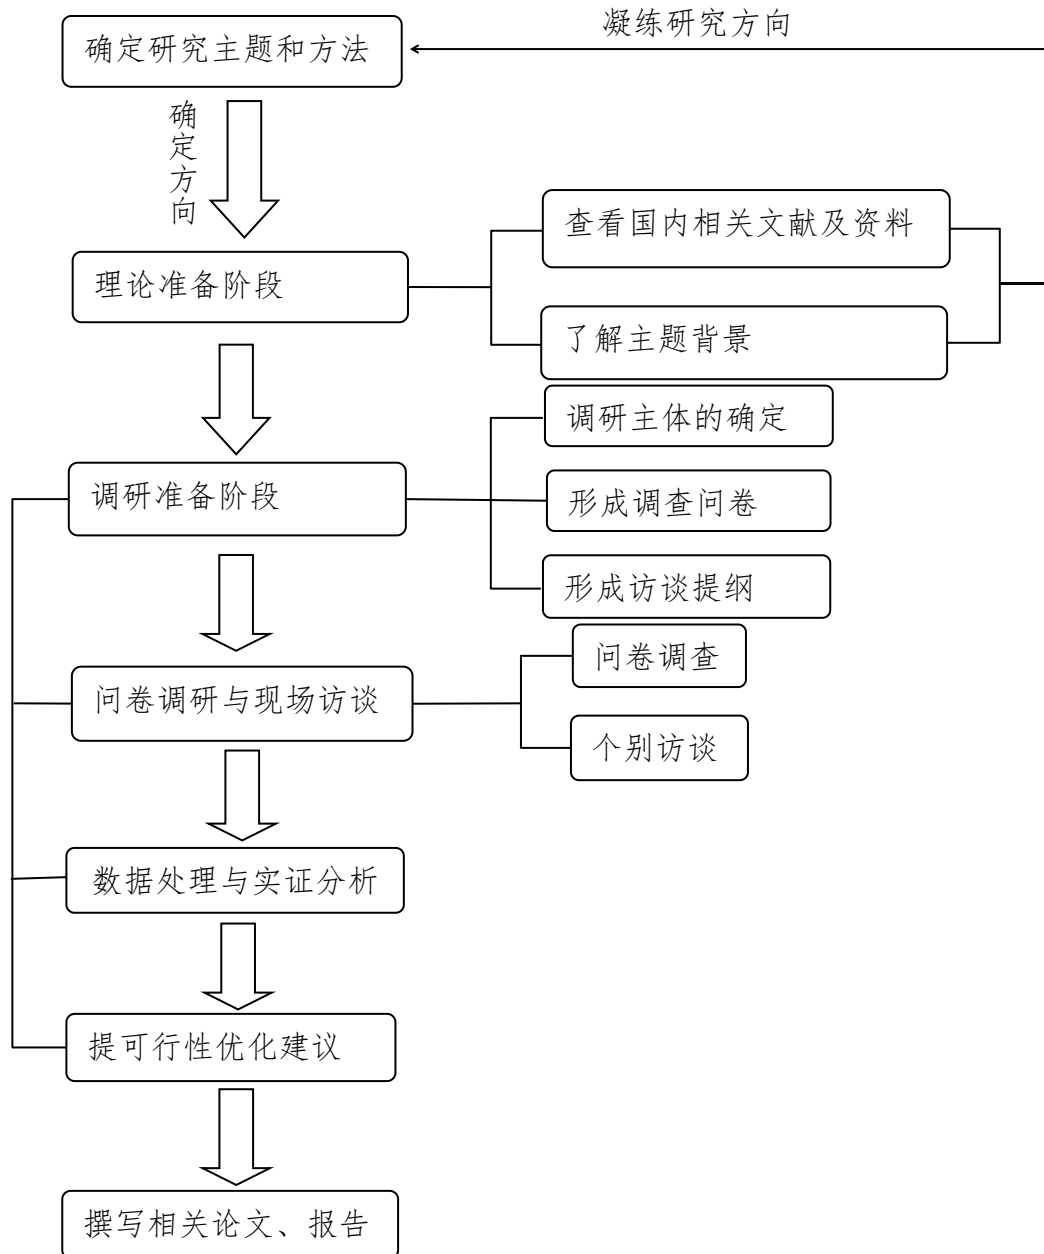 凝练研究方向
确定研究主题和方法
确定方向
查看国内相关文献及资料
理论准备阶段
了解主题背景
调研主体的确定
调研准备阶段
形成调查问卷
形成访谈提纲
问卷调查
问卷调研与现场访谈
个别访谈
数据处理与实证分析
提可行性优化建议
撰写相关论文、报告